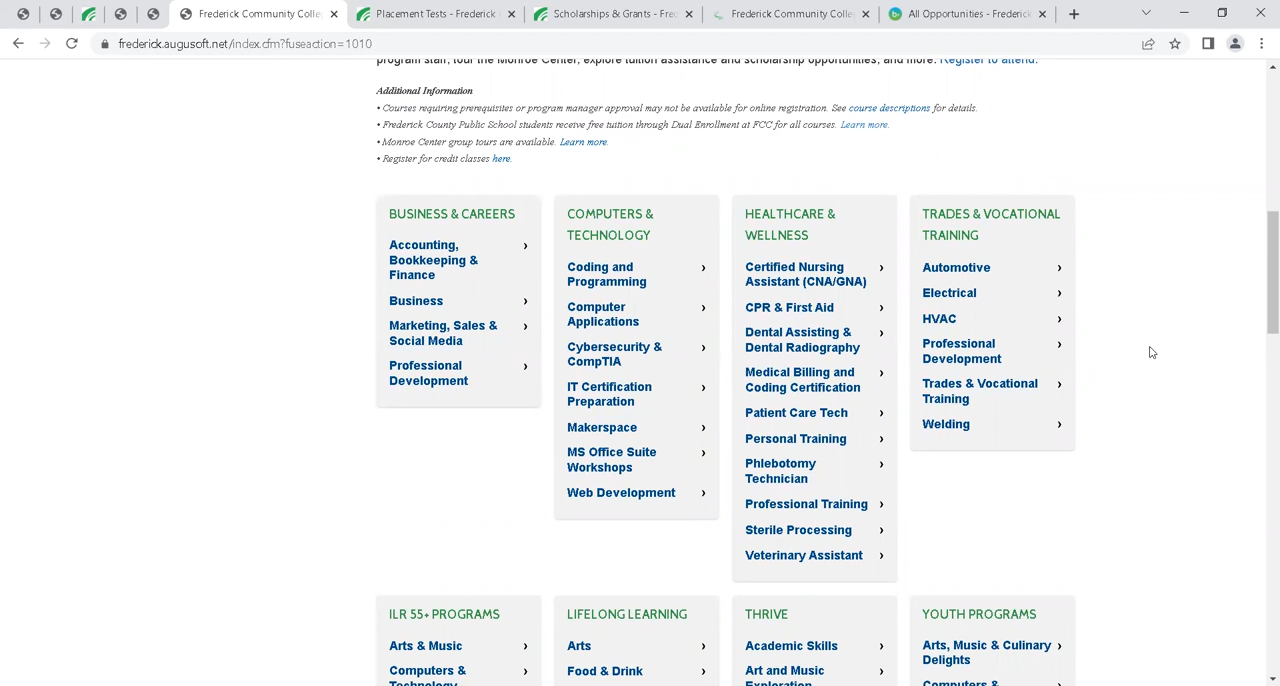 Frederick Community Colle
Placement Tests - Frederick
Scholarships & Grants - Fre
Frederick Community Colle
All Opportunities - Frederick
frederick.augusoft.net/index.cfm?fuseaction=1010
program staff, tour the Monroe Center, explore tuition assistance and scholarship opportunities, and more. Register to attend.
Additional Information
• Courses requiring prerequisites or program manager approval may not be available for online registration. See course descriptions for details.
• Frederick County Public School students receive free tuition through Dual Enrollment at FCC for all courses. Learn more.
• Monroe Center group tours are available. Learn more.
• Register for credit classes here.
BUSINESS & CAREERS
Accounting,
Bookkeeping &
Finance
Business
Marketing, Sales &
Social Media
Professional
Development
COMPUTERS &
TECHNOLOGY
Coding and
Programming
Computer
Applications
Cybersecurity &
CompTIA
IT Certification
Preparation
Makerspace
MS Office Suite
Workshops
Web Development
HEALTHCARE &
WELLNESS
Certified Nursing
Assistant (CNA/GNA)
CPR & First Aid
Dental Assisting &
Dental Radiography
Medical Billing and
Coding Certification
Patient Care Tech
Personal Training
Phlebotomy
Technician
Professional Training
Sterile Processing
Veterinary Assistant
TRADES & VOCATIONAL
TRAINING
Automotive
Electrical
HVAC
Professional
Development
Trades & Vocational
Training
Welding
ILR 55+ PROGRAMS
Arts & Music
Computers &
Technology
LIFELONG LEARNING
Arts
Food & Drink
THRIVE
Academic Skills
Art and Music
Exploration
YOUTH PROGRAMS
Arts, Music & Culinary
Delights
Computers &